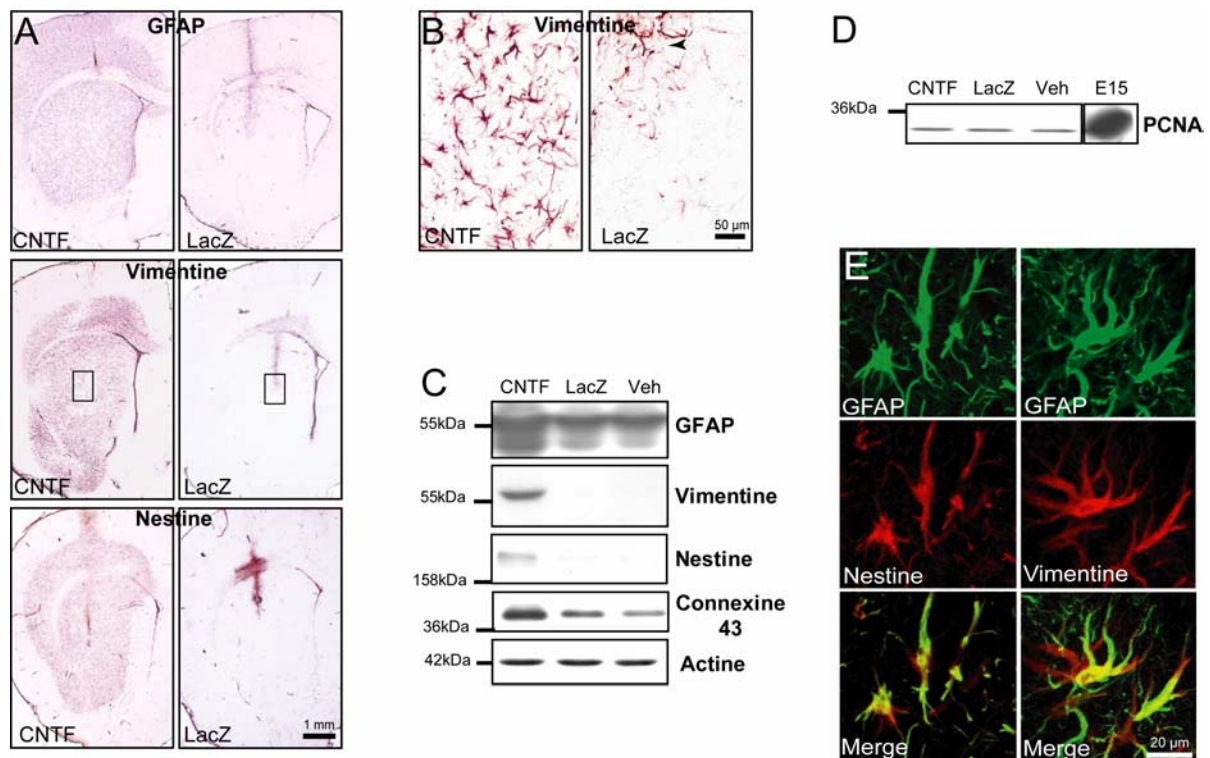 A
GFAP
CNTF
LacZ
Vimentine
CNTF
LacZ
Nestine
CNTF
LacZ
1 mm
B
Vimentine
CNTF
LacZ
50 µm
C
CNTF LacZ Veh
55kDa
GFAP
55kDa
Vimentine
Nestine
158kDa
Connexine
43
36kDa
42kDa
Actine
D
CNTF LacZ Veh E15
36kDa
PCNA
E
GFAP
GFAP
Nestine
Vimentine
Merge
Merge
20 µm